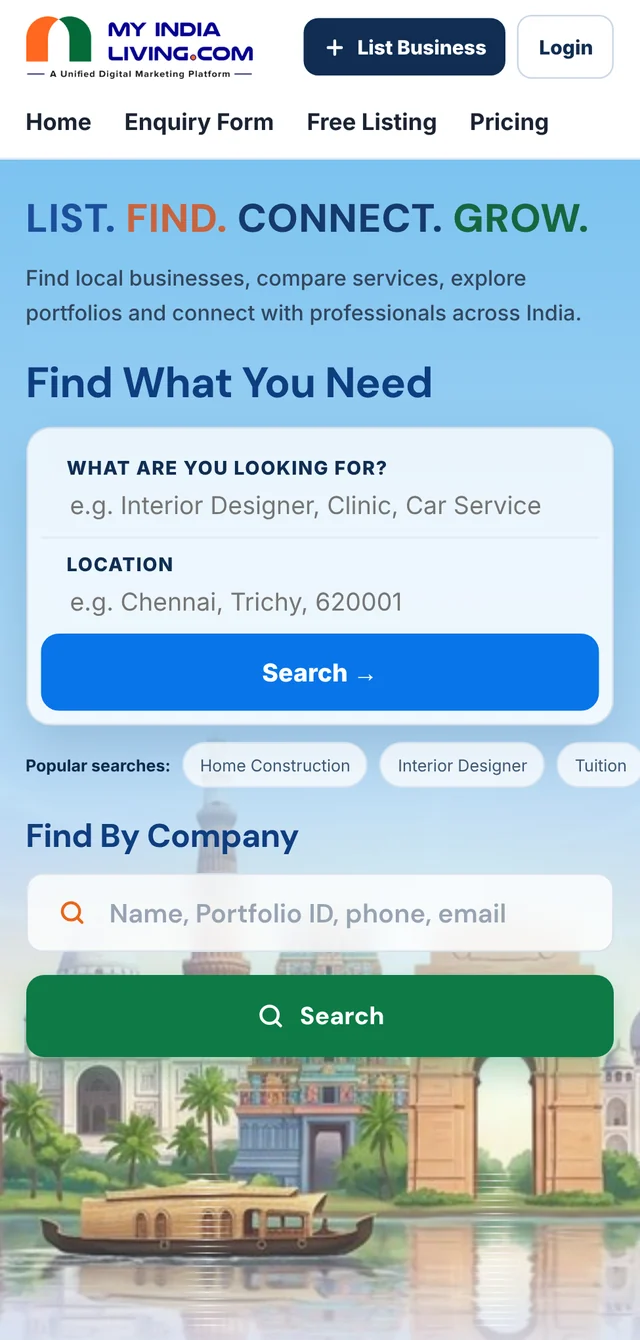 MY INDIA
LIVING.COM
A Unified Digital Marketing Platform
+ List Business
Login
Home Enquiry Form Free Listing Pricing
LIST. FIND. CONNECT. GROW.
Find local businesses, compare services, explore
portfolios and connect with professionals across India.
Find What You Need
WHAT ARE YOU LOOKING FOR?
e.g. Interior Designer, Clinic, Car Service
LOCATION
e.g. Chennai, Trichy, 620001
Search →
Popular searches: Home Construction Interior Designer Tuition
Find By Company
Name, Portfolio ID, phone, email
Search